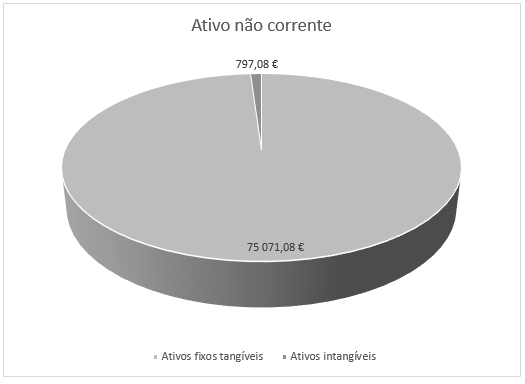 Ativo não corrente
797,08 €
75 071,08 €
Ativos fixos tangíveis Ativos intangíveis